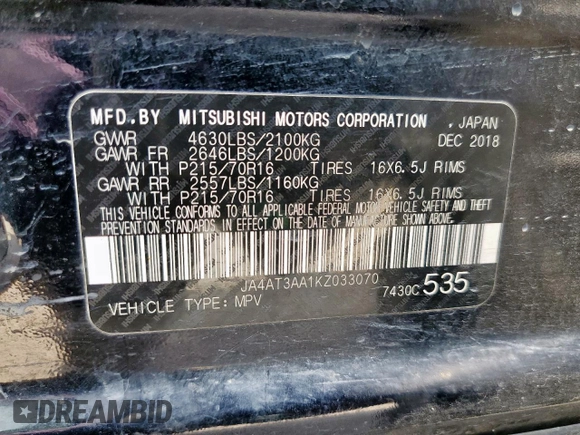 MFD.BY MITSUBISHI MOTORS CORPORATION , JAPAN
GVWR 4630LBS/2100KG DEC 2018
GAWR FR 2646LBS/1200KG
WITH P215/70R16 TIRES 16X6.5J RIMS
GAWR RR 2557LBS/1160KG
WITH P215/70R16 TIRES 16X6.5J RIMS
THIS VEHICLE CONFORMS TO ALL APPLICABLE FEDERAL MOTOR VEHICLE SAFETY AND THEFT
PREVENTION STANDARDS IN EFFECT ON THE DATE OF MANUFACTURE SHOWN ABOVE.
JA4AT3AA1KZ033070
VEHICLE TYPE: MPV 7430C 535
DREAMBID